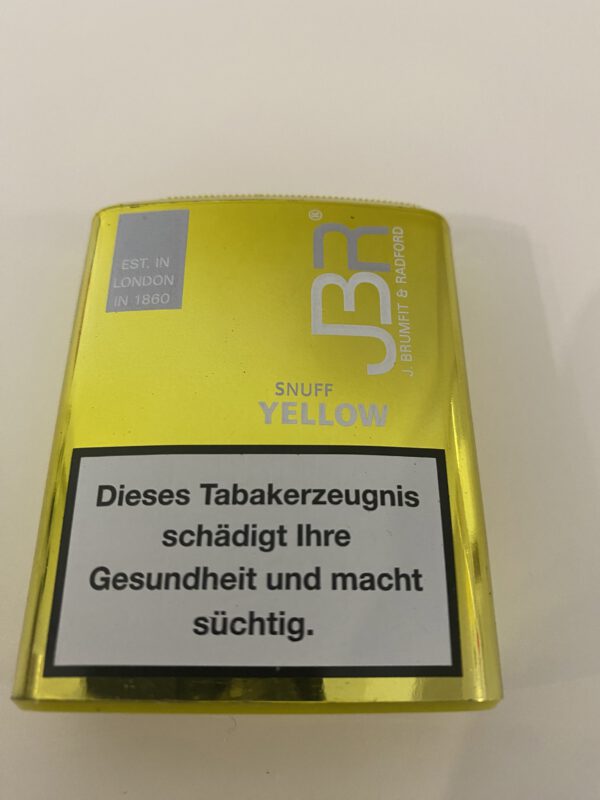 EST. IN
LONDON
IN 1860
JBR®
J. BRUMFIT & RADFORD
SNUFF
YELLOW
Dieses Tabakerzeugnis
schädigt Ihre
Gesundheit und macht
süchtig.